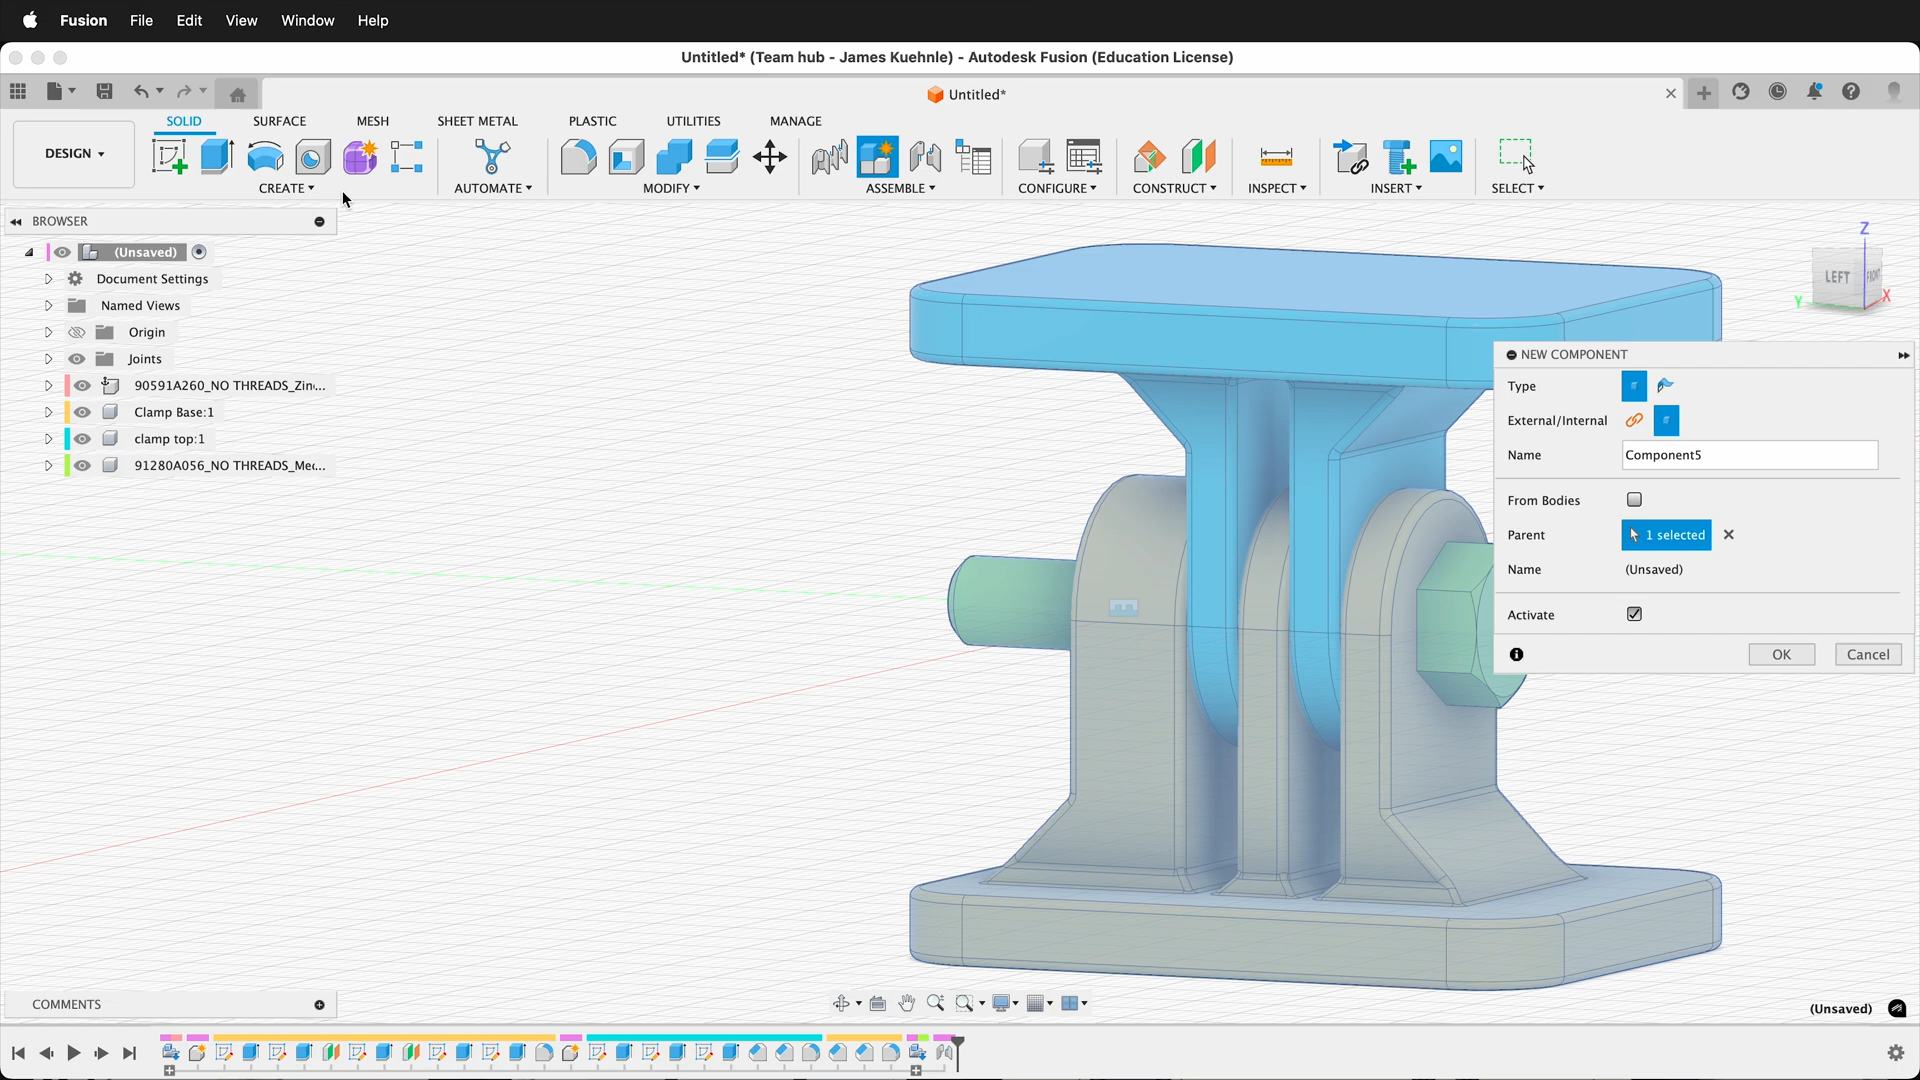 Fusion File Edit View Window Help
Untitled* (Team hub - James Kuehnle) - Autodesk Fusion (Education License)
Untitled*
SOLID SURFACE MESH SHEET METAL PLASTIC UTILITIES MANAGE
DESIGN
CREATE AUTOMATE MODIFY ASSEMBLE CONFIGURE CONSTRUCT INSPECT INSERT SELECT
BROWSER
(Unsaved)
Document Settings
Named Views
Origin
Joints
90591A260_NO THREADS_Zin...
Clamp Base:1
clamp top:1
91280A056_NO THREADS_Me...
Z
LEFT
FRONT
Y
X
NEW COMPONENT
Type
External/Internal
Name Component5
From Bodies
Parent 1 selected
Name (Unsaved)
Activate
OK Cancel
COMMENTS
(Unsaved)